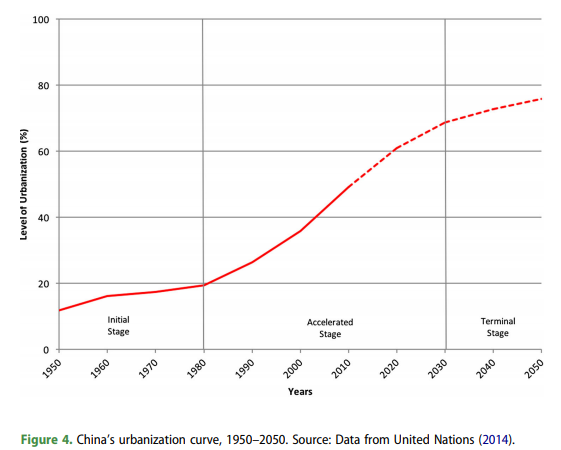 100
80
60
40
20
0
Level of Urbanization (%)
Initial
Stage
Accelerated
Stage
Terminal
Stage
1950
1960
1970
1980
1990
2000
2010
2020
2030
2040
2050
Years
Figure 4. China's urbanization curve, 1950–2050. Source: Data from United Nations (2014).